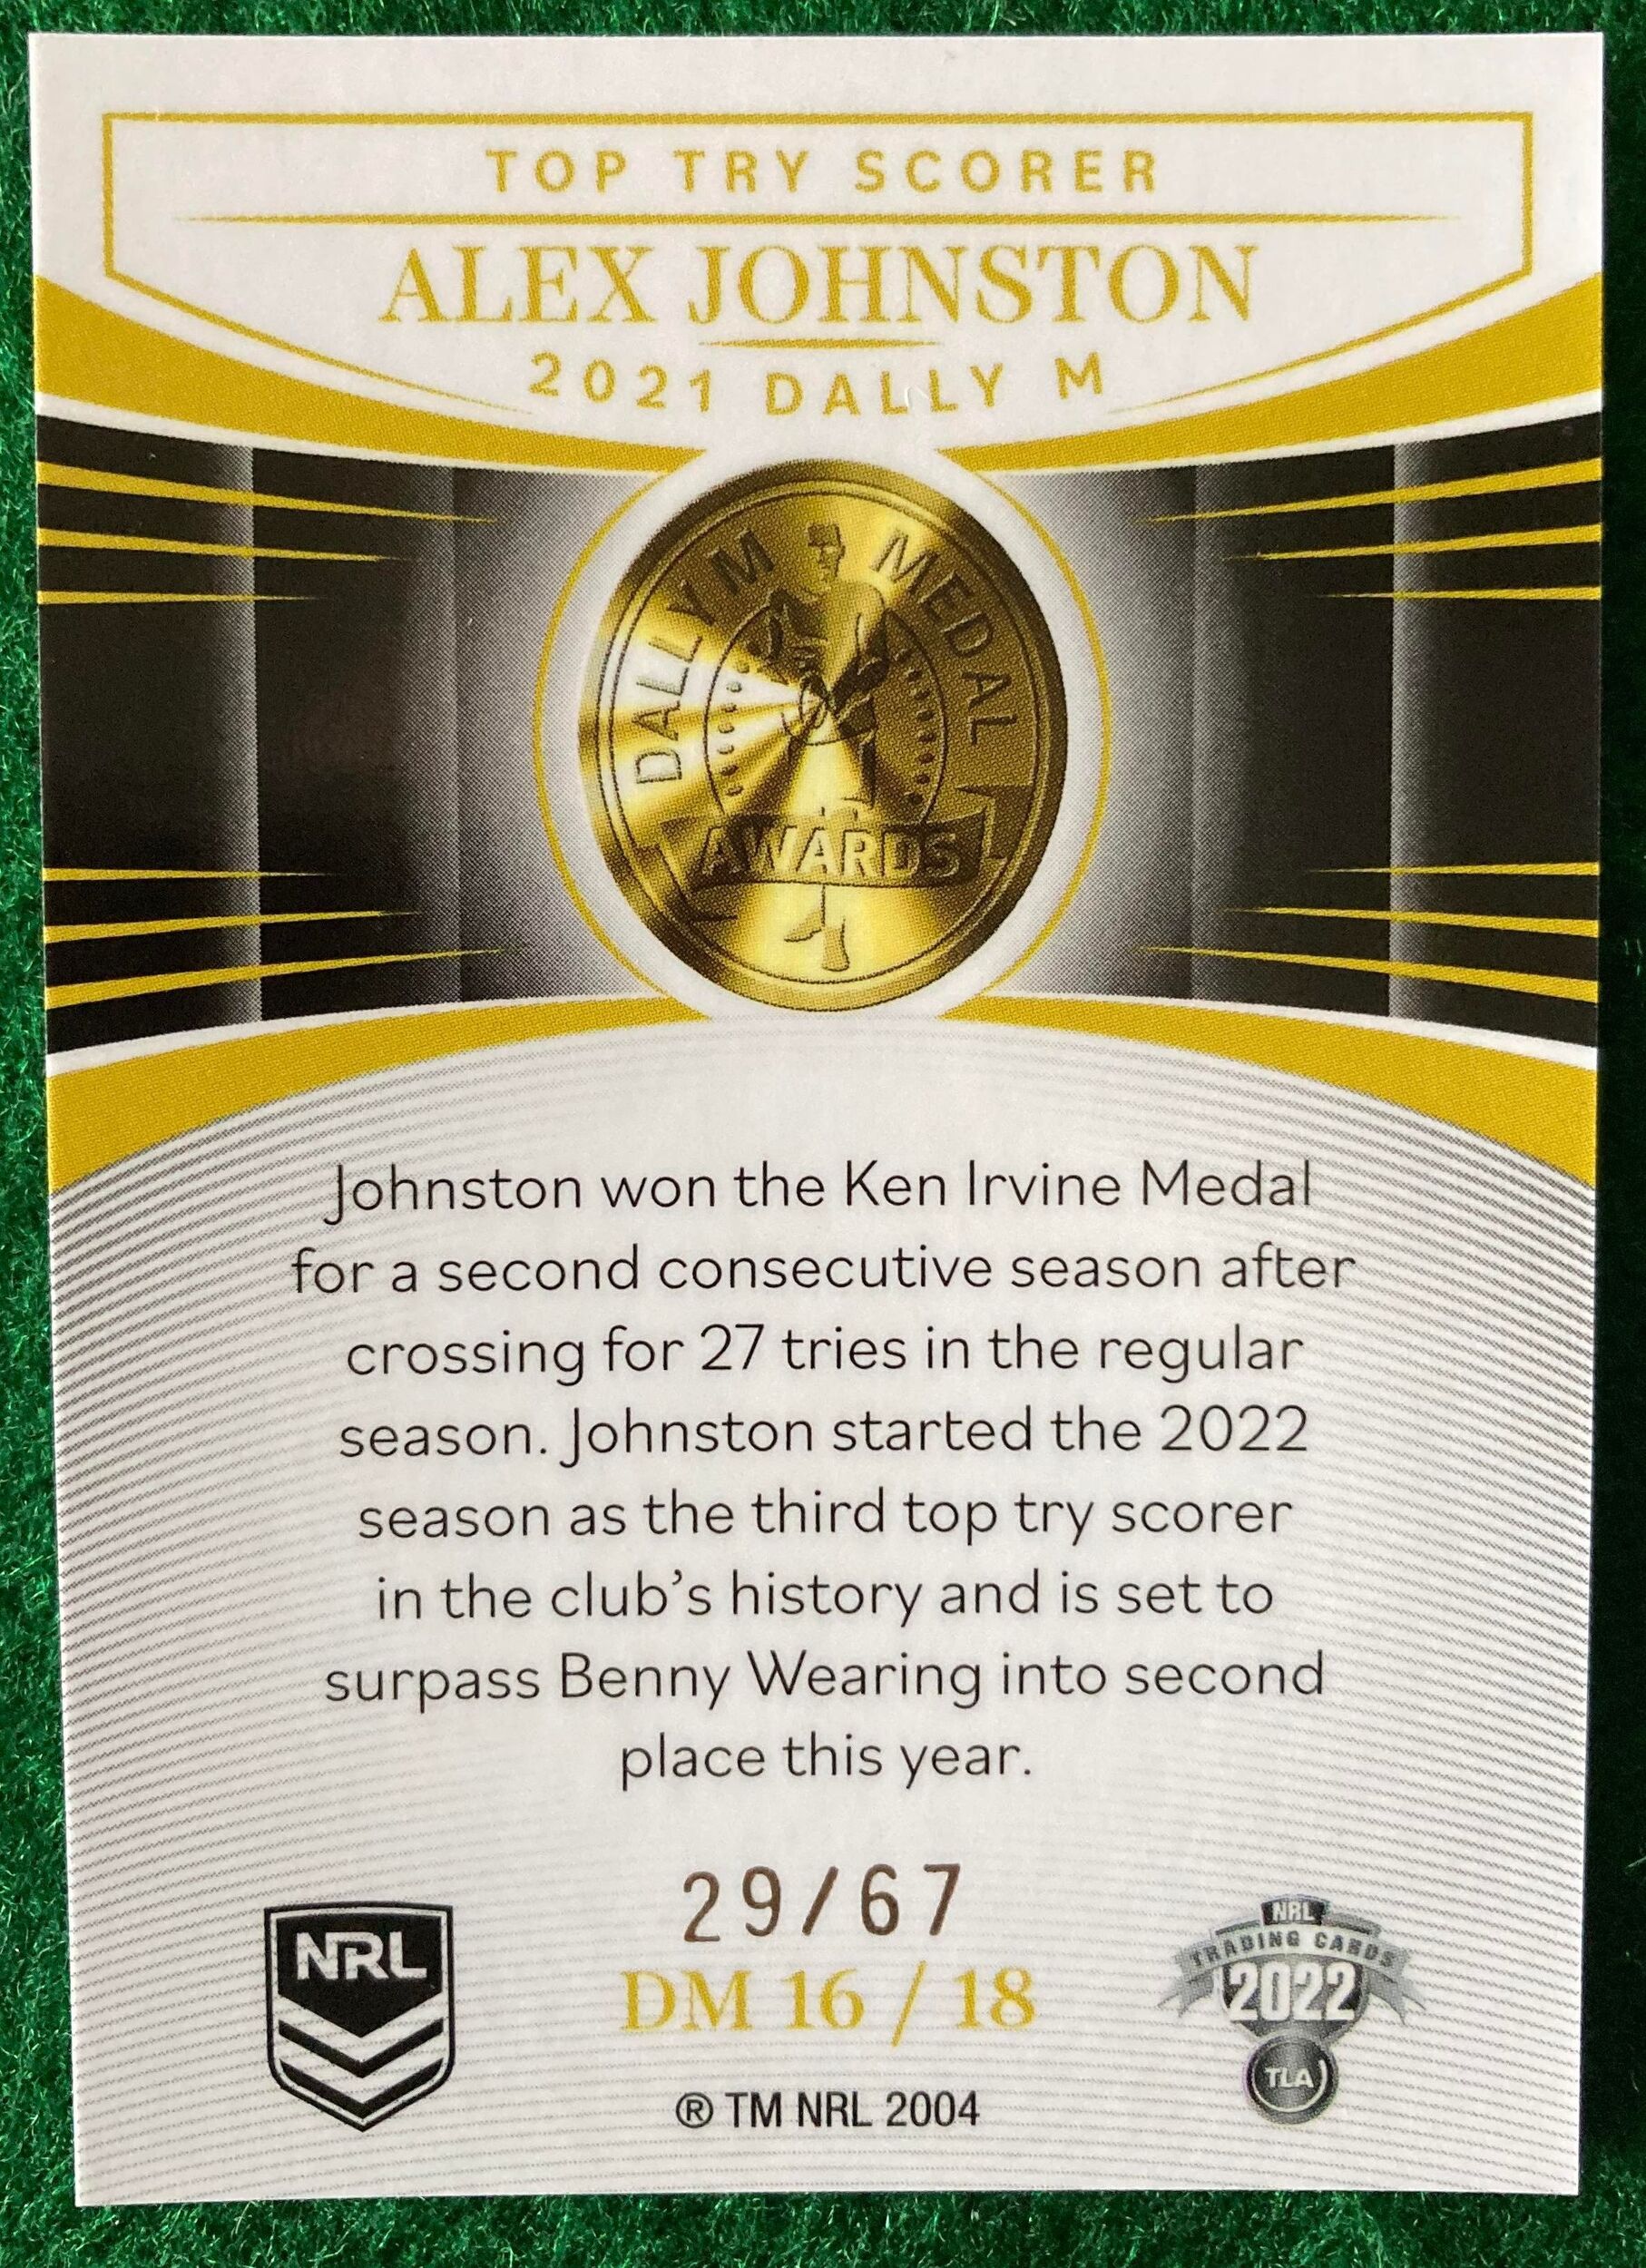 TOP TRY SCORER
ALEX JOHNSTON
2021 DALLY M
DALLY M MEDAL
AWARDS
Johnston won the Ken Irvine Medal
for a second consecutive season after
crossing for 27 tries in the regular
season. Johnston started the 2022
season as the third top try scorer
in the club’s history and is set to
surpass Benny Wearing into second
place this year.
29/67
DM 16 / 18
® TM NRL 2004
NRL
NRL
TRADING CARDS
2022
TLA